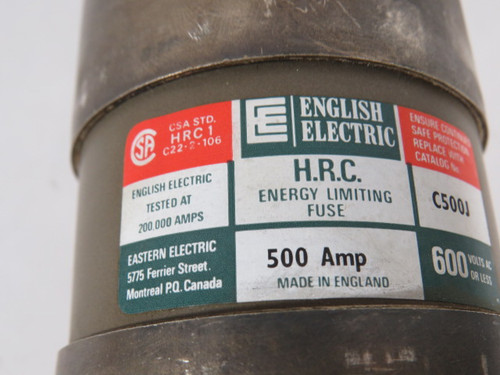 CSA STD.
HRC 1
C22-2-106
ENGLISH ELECTRIC
TESTED AT
200,000 AMPS
EASTERN ELECTRIC
5775 Ferrier Street.
Montreal P.Q. Canada
ENGLISH
ELECTRIC
H.R.C.
ENERGY LIMITING
FUSE
500 Amp
MADE IN ENGLAND
ENSURE
SAFE PROTECTION
REPLACE WITH
CATALOG No.
C500J
600 VOLTS AC
OR LESS